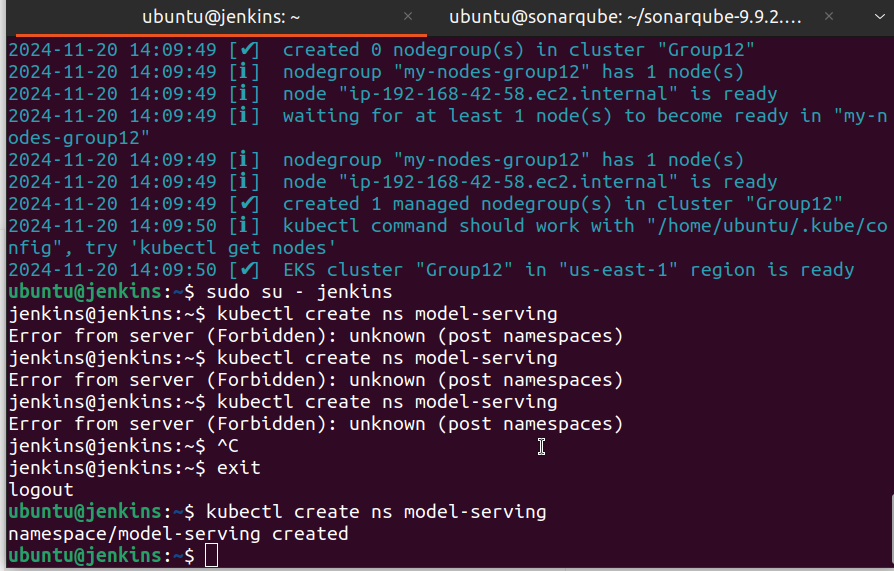 ubuntu@jenkins: ~ × ubuntu@sonarqube: ~/sonarqube-9.9.2.... ×
2024-11-20 14:09:49 [✔]  created 0 nodegroup(s) in cluster "Group12"
2024-11-20 14:09:49 [ℹ]  nodegroup "my-nodes-group12" has 1 node(s)
2024-11-20 14:09:49 [ℹ]  node "ip-192-168-42-58.ec2.internal" is ready
2024-11-20 14:09:49 [ℹ]  waiting for at least 1 node(s) to become ready in "my-n
odes-group12"
2024-11-20 14:09:49 [ℹ]  nodegroup "my-nodes-group12" has 1 node(s)
2024-11-20 14:09:49 [ℹ]  node "ip-192-168-42-58.ec2.internal" is ready
2024-11-20 14:09:49 [✔]  created 1 managed nodegroup(s) in cluster "Group12"
2024-11-20 14:09:50 [ℹ]  kubectl command should work with "/home/ubuntu/.kube/co
nfig", try 'kubectl get nodes'
2024-11-20 14:09:50 [✔]  EKS cluster "Group12" in "us-east-1" region is ready
ubuntu@jenkins:~$ sudo su - jenkins
jenkins@jenkins:~$ kubectl create ns model-serving
Error from server (Forbidden): unknown (post namespaces)
jenkins@jenkins:~$ kubectl create ns model-serving
Error from server (Forbidden): unknown (post namespaces)
jenkins@jenkins:~$ kubectl create ns model-serving
Error from server (Forbidden): unknown (post namespaces)
jenkins@jenkins:~$ ^C
jenkins@jenkins:~$ exit
logout
ubuntu@jenkins:~$ kubectl create ns model-serving
namespace/model-serving created
ubuntu@jenkins:~$